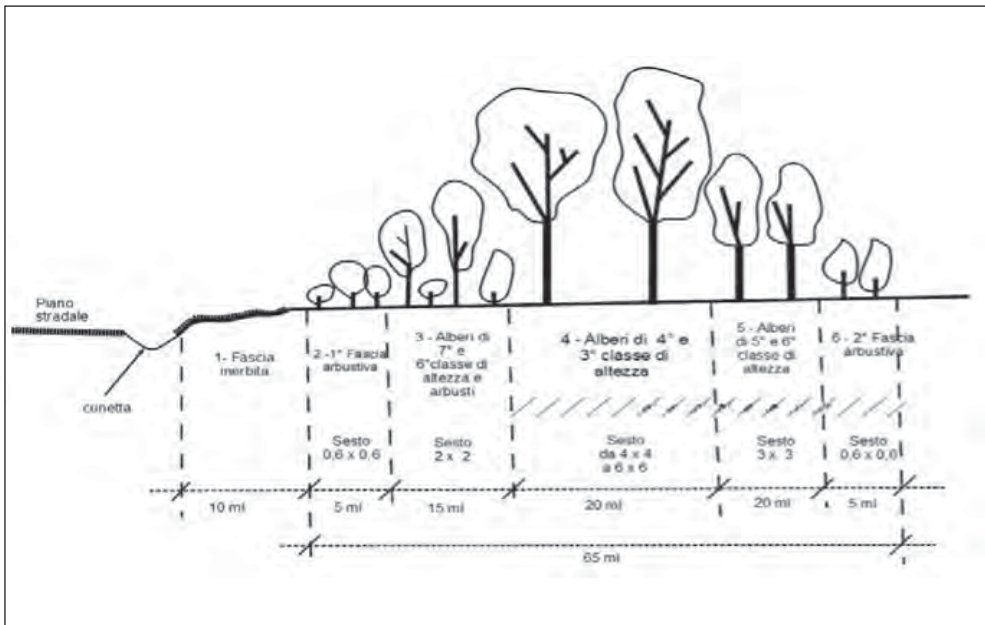 Piano
stradale
cunetta
1- Fascia
inerbita
2 -1° Fascia
arbustiva
3 - Alberi di
7° e
6°classe di
altezza e
arbusti
4 - Alberi di 4° e
3° classe di
altezza
5 - Alberi
di 5° e 6°
classe di
altezza
6 - 2° Fascia
arbustiva
Sesto
0,6 x 0,6
Sesto
2 x 2
Sesto
da 4 x 4
a 6 x 6
Sesto
3 x 3
Sesto
0,6 x 0,6
10 ml
5 ml
15 ml
20 ml
20 ml
5 ml
65 ml